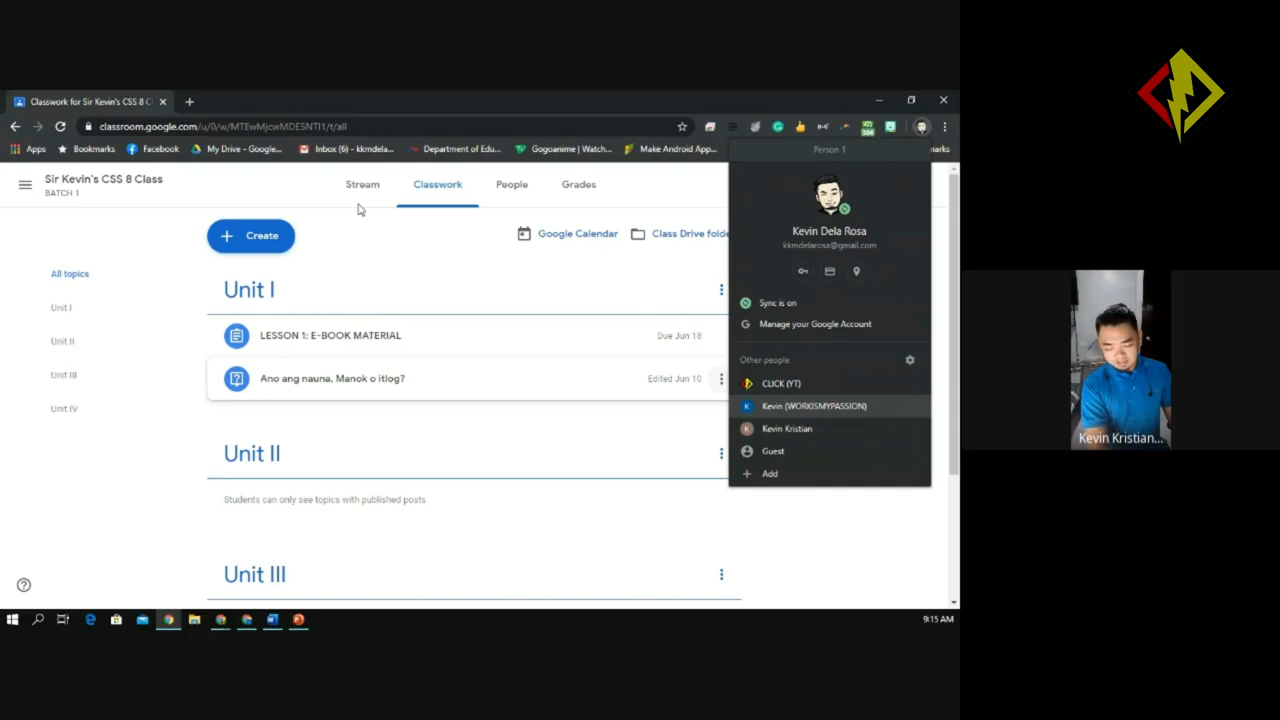 Classwork for Sir Kevin's CSS 8 C
classroom.google.com/u/0/w/MTEwMjcwMDE5NTI1/t/all
Apps
Bookmarks
Facebook
My Drive - Google...
Inbox (6) - kkmdela...
Department of Edu...
Gogoanime | Watch...
Make Android App...
marks
Sir Kevin's CSS 8 Class
BATCH 1
Stream
Classwork
People
Grades
Create
Google Calendar
Class Drive folde
All topics
Unit I
Unit II
Unit III
Unit IV
Unit I
LESSON 1: E-BOOK MATERIAL
Due Jun 18
Ano ang nauna, Manok o itlog?
Edited Jun 10
Unit II
Students can only see topics with published posts
Unit III
Person 1
Kevin Dela Rosa
kkmdelarosa@gmail.com
Sync is on
Manage your Google Account
Other people
CLICK (YT)
Kevin (WORKISMYPASSION)
Kevin Kristian
Guest
Add
9:15 AM
Kevin Kristian...